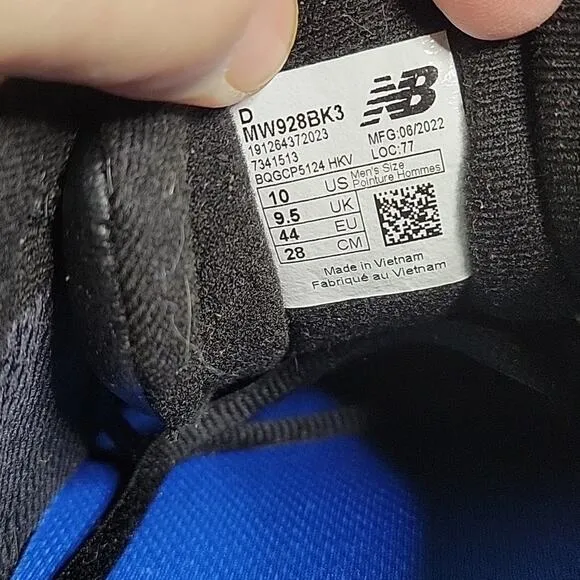 D
MW928BK3
191264372023
7341513
BQGCP5124 HKV
NB
MFG:06/2022
LOC:77
Men's Size
Pointure Hommes
10 US
9.5 UK
44 EU
28 CM
Made in Vietnam
Fabriqué au Vietnam